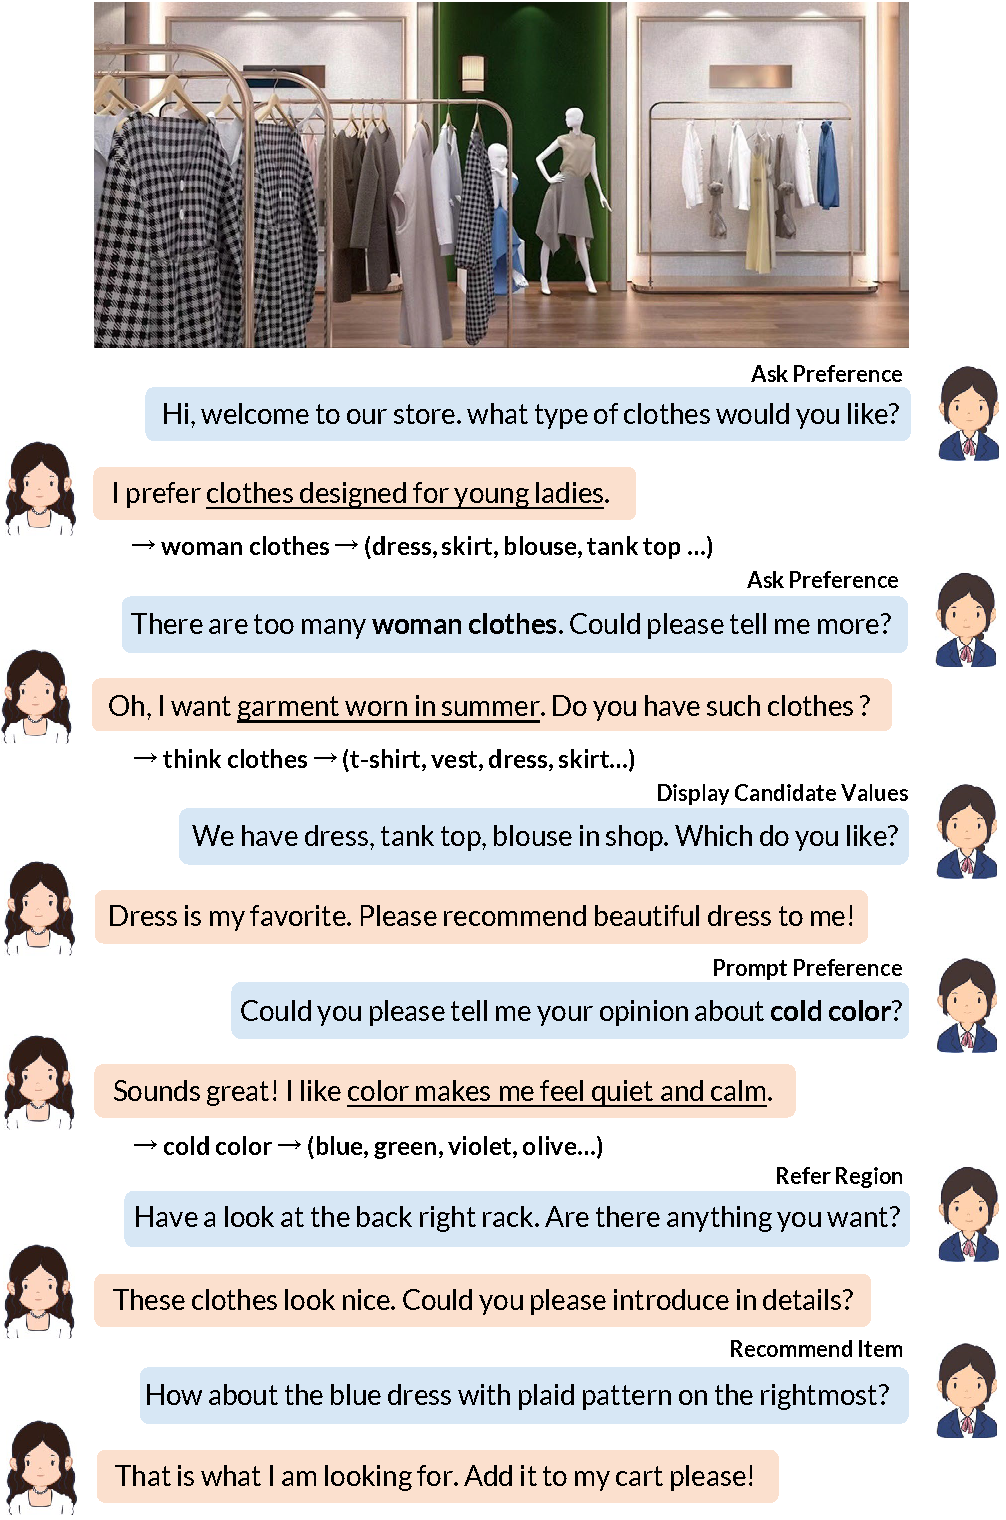 Ask Preference
Hi, welcome to our store. what type of clothes would you like?
I prefer clothes designed for young ladies.
→ woman clothes → (dress, skirt, blouse, tank top ...)
Ask Preference
There are too many woman clothes. Could please tell me more?
Oh, I want garment worn in summer. Do you have such clothes ?
→ think clothes → (t-shirt, vest, dress, skirt...)
Display Candidate Values
We have dress, tank top, blouse in shop. Which do you like?
Dress is my favorite. Please recommend beautiful dress to me!
Prompt Preference
Could you please tell me your opinion about cold color?
Sounds great! I like color makes me feel quiet and calm.
→ cold color → (blue, green, violet, olive...)
Refer Region
Have a look at the back right rack. Are there anything you want?
These clothes look nice. Could you please introduce in details?
Recommend Item
How about the blue dress with plaid pattern on the rightmost?
That is what I am looking for. Add it to my cart please!